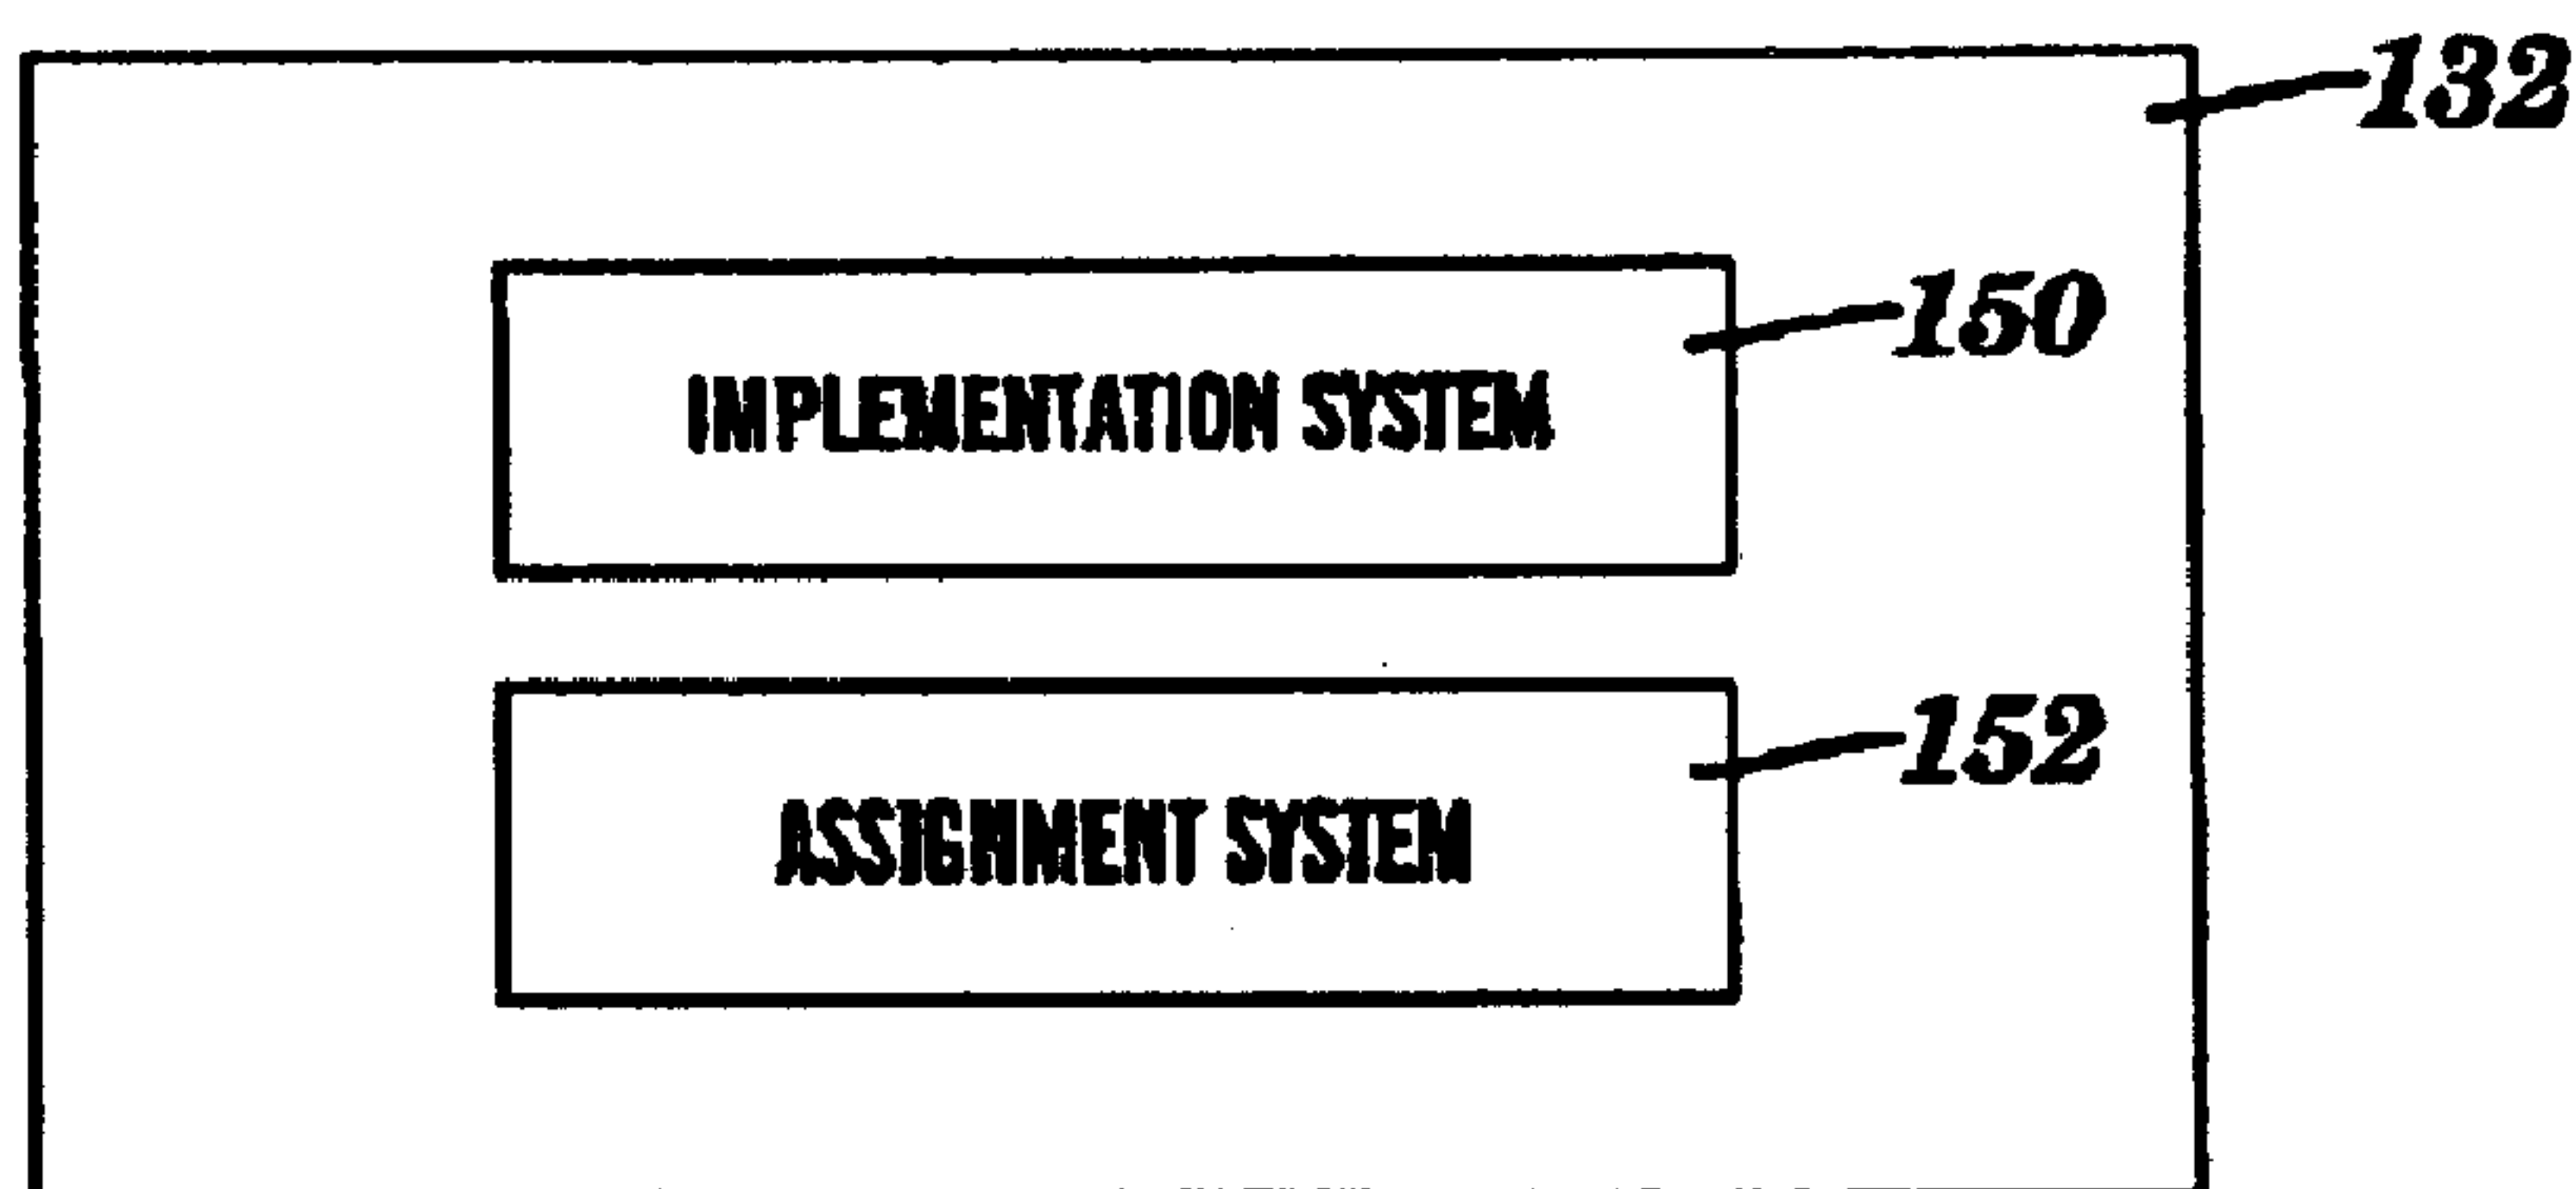 132
150
IMPLEMENTATION SYSTEM
152
ASSIGNMENT SYSTEM